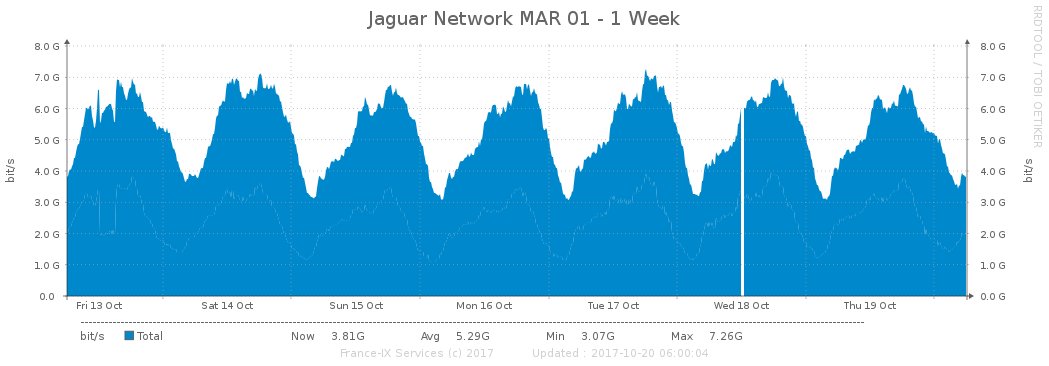 Jaguar Network MAR 01 - 1 Week
RRDTOOL / TOBI OETIKER
8.0 G 8.0 G
7.0 G 7.0 G
6.0 G 6.0 G
5.0 G 5.0 G
4.0 G 4.0 G
3.0 G 3.0 G
2.0 G 2.0 G
1.0 G 1.0 G
0.0 0.0 G
bit/s bit/s
Fri 13 Oct Sat 14 Oct Sun 15 Oct Mon 16 Oct Tue 17 Oct Wed 18 Oct Thu 19 Oct
bit/s Total Now 3.81G Avg 5.29G Min 3.07G Max 7.26G
France-IX Services (c) 2017 Updated : 2017-10-20 06:00:04